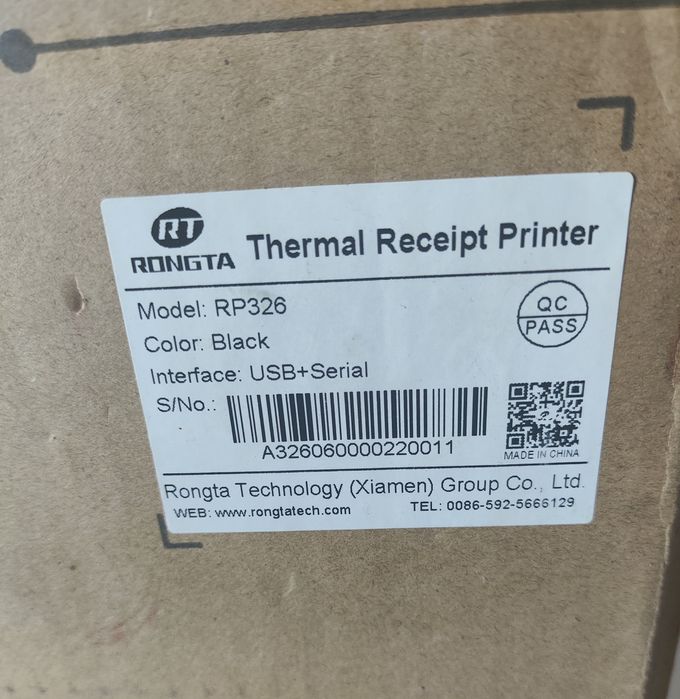 RT
RONGTA
Thermal Receipt Printer
Model: RP326
QC
PASS
Color: Black
Interface: USB+Serial
S/No.:
A326060000220011
MADE IN CHINA
Rongta Technology (Xiamen) Group Co., Ltd.
WEB: www.rongtatech.com TEL: 0086-592-5666129